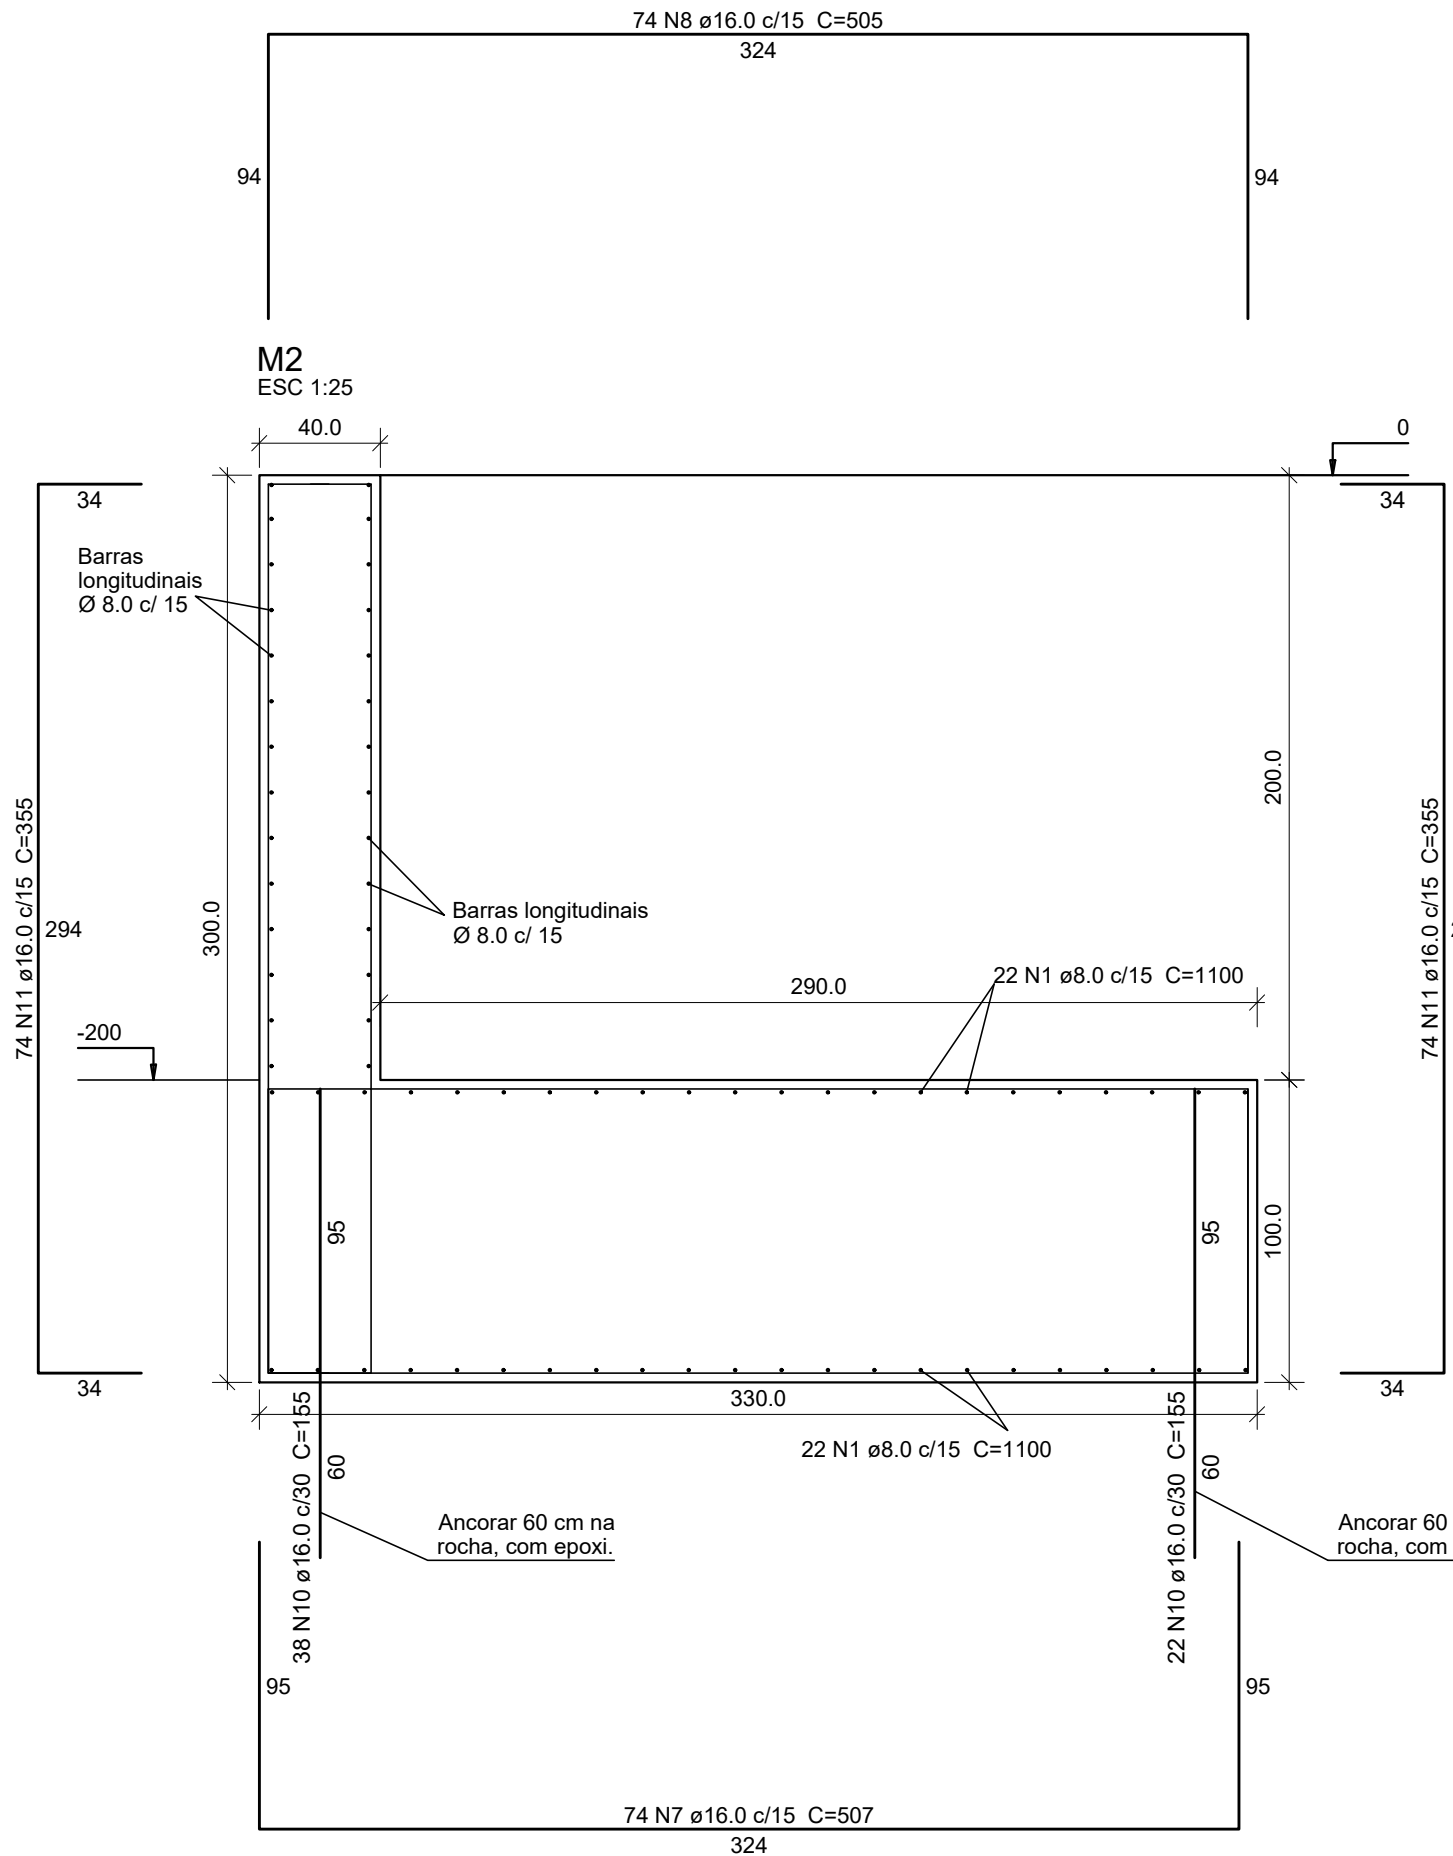 74 N8 ø16.0 c/15 C=505
324
94
94
M2
ESC 1:25
40.0
0
34
34
Barras
longitudinais
Ø 8.0 c/ 15
200.0
74 N11 ø16.0 c/15 C=355
294
300.0
74 N11 ø16.0 c/15 C=355
Barras longitudinais
Ø 8.0 c/ 15
22 N1 ø8.0 c/15 C=1100
290.0
-200
95
95
100.0
34
34
330.0
22 N1 ø8.0 c/15 C=1100
38 N10 ø16.0 c/30 C=155
60
22 N10 ø16.0 c/30 C=155
60
Ancorar 60 cm na
rocha, com epoxi.
Ancorar 60
rocha, com
95
95
74 N7 ø16.0 c/15 C=507
324